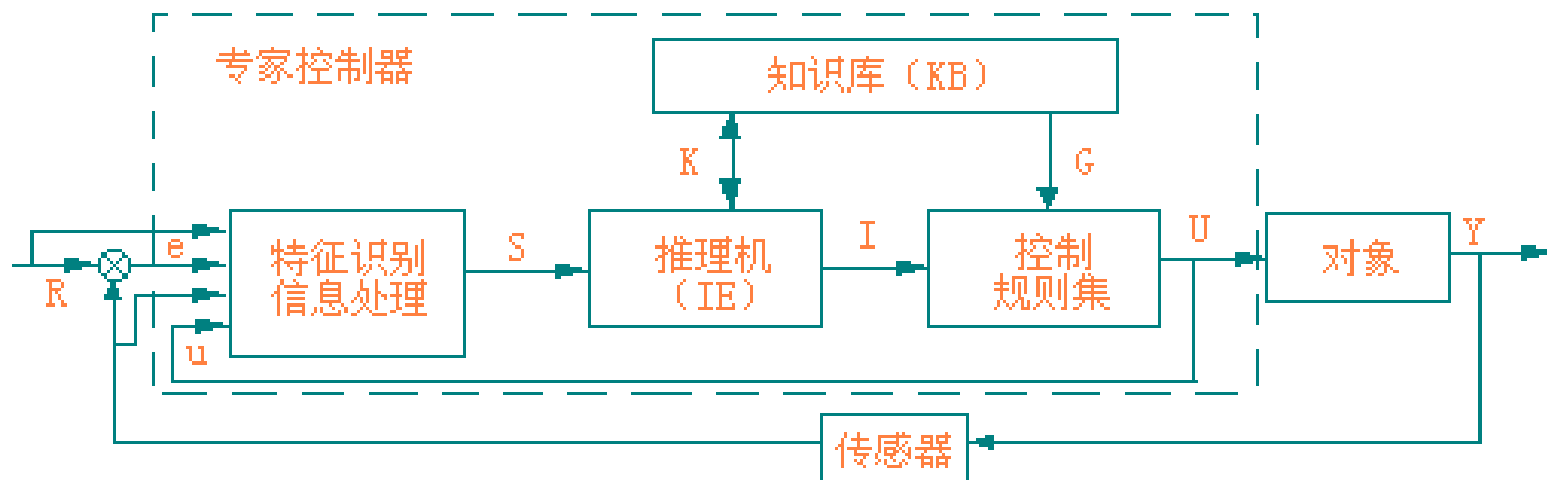 专家控制器
知识库（KB）
K
G
R
e
u
特征识别
信息处理
S
推理机
（IE）
I
控制
规则集
U
对象
Y
传感器